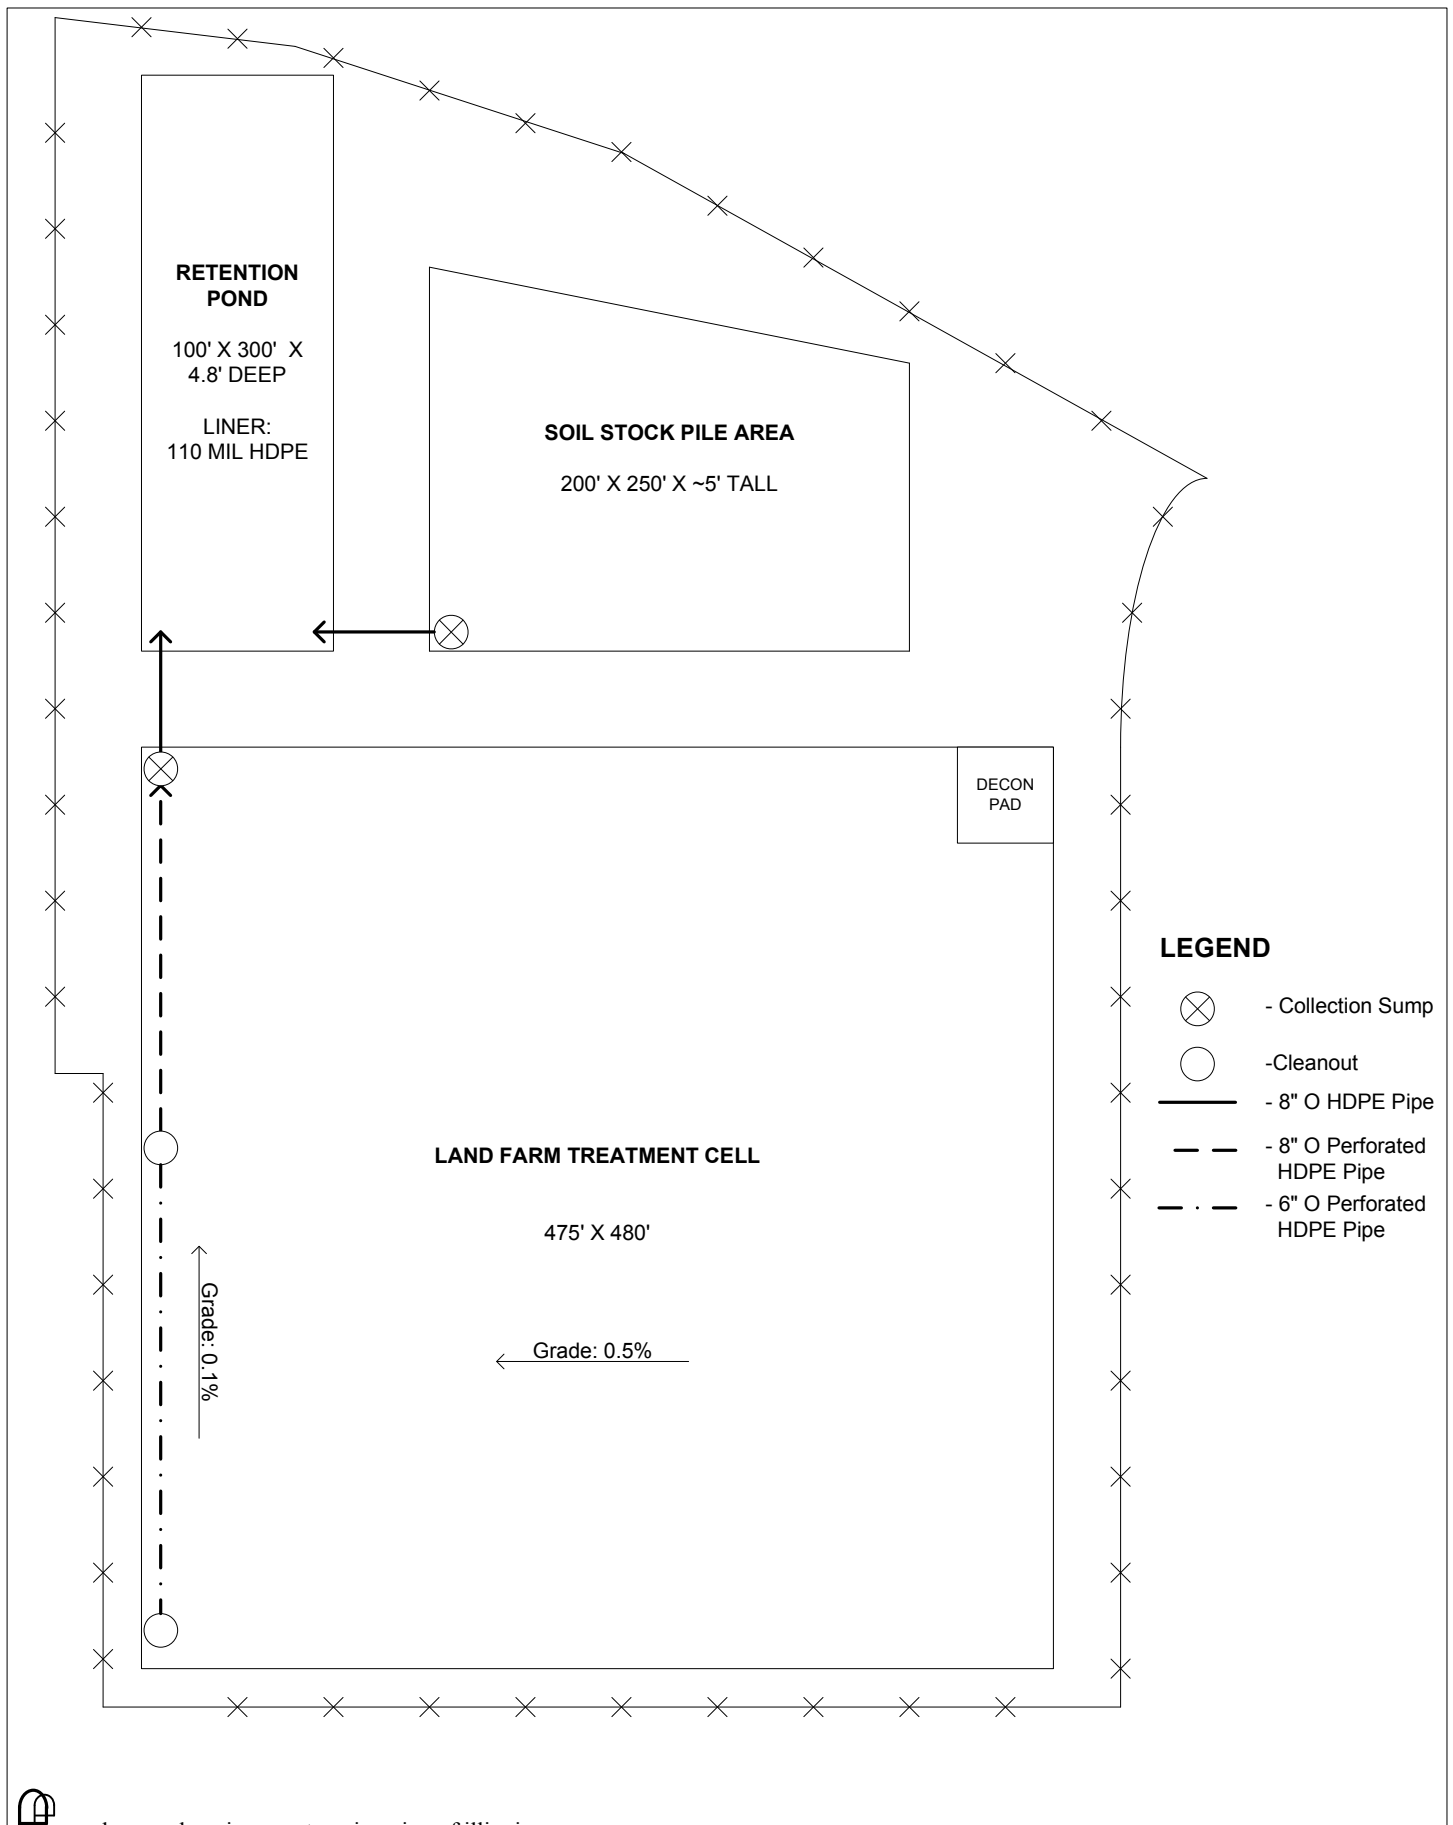 RETENTION
POND
100' X 300' X
4.8' DEEP
LINER:
110 MIL HDPE
SOIL STOCK PILE AREA
200' X 250' X ~5' TALL
DECON
PAD
LEGEND
- Collection Sump
-Cleanout
- 8" O HDPE Pipe
- 8" O Perforated
HDPE Pipe
- 6" O Perforated
HDPE Pipe
LAND FARM TREATMENT CELL
475' X 480'
Grade: 0.1%
Grade: 0.5%